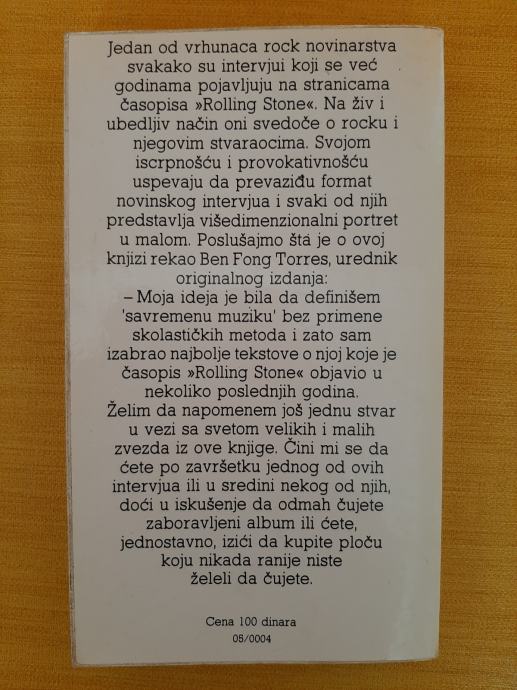 Jedan od vrhunaca rock novinarstva
svakako su intervjui koji se već
godinama pojavljuju na stranicama
časopisa »Rolling Stone«. Na živ i
ubedljiv način oni svedoče o rocku i
njegovim stvaraocima. Svojom
iscrpnošću i provokativnošću
uspevaju da prevaziđu format
novinskog intervjua i svaki od njih
predstavlja višedimenzionalni portret
u malom. Poslušajmo šta je o ovoj
knjizi rekao Ben Fong Torres, urednik
originalnog izdanja:
– Moja ideja je bila da definišem
'savremenu muziku' bez primene
skolastičkih metoda i zato sam
izabrao najbolje tekstove o njoj koje je
časopis »Rolling Stone« objavio u
nekoliko poslednjih godina.
Želim da napomenem još jednu stvar
u vezi sa svetom velikih i malih
zvezda iz ove knjige. Čini mi se da
ćete po završetku jednog od ovih
intervjua ili u sredini nekog od njih,
doći u iskušenje da odmah čujete
zaboravljeni album ili ćete,
jednostavno, izići da kupite ploču
koju nikada ranije niste
želeli da čujete.
Cena 100 dinara
05/0004